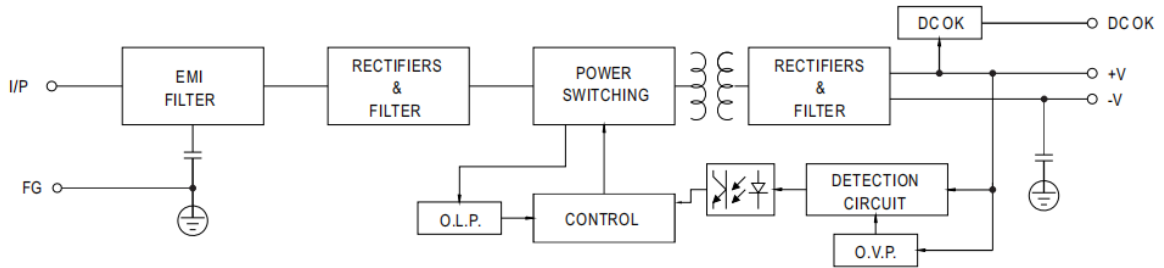 DC OK
DC OK
I/P
EMI
FILTER
RECTIFIERS
&
FILTER
POWER
SWITCHING
RECTIFIERS
&
FILTER
+V
-V
FG
O.L.P.
CONTROL
DETECTION
CIRCUIT
O.V.P.